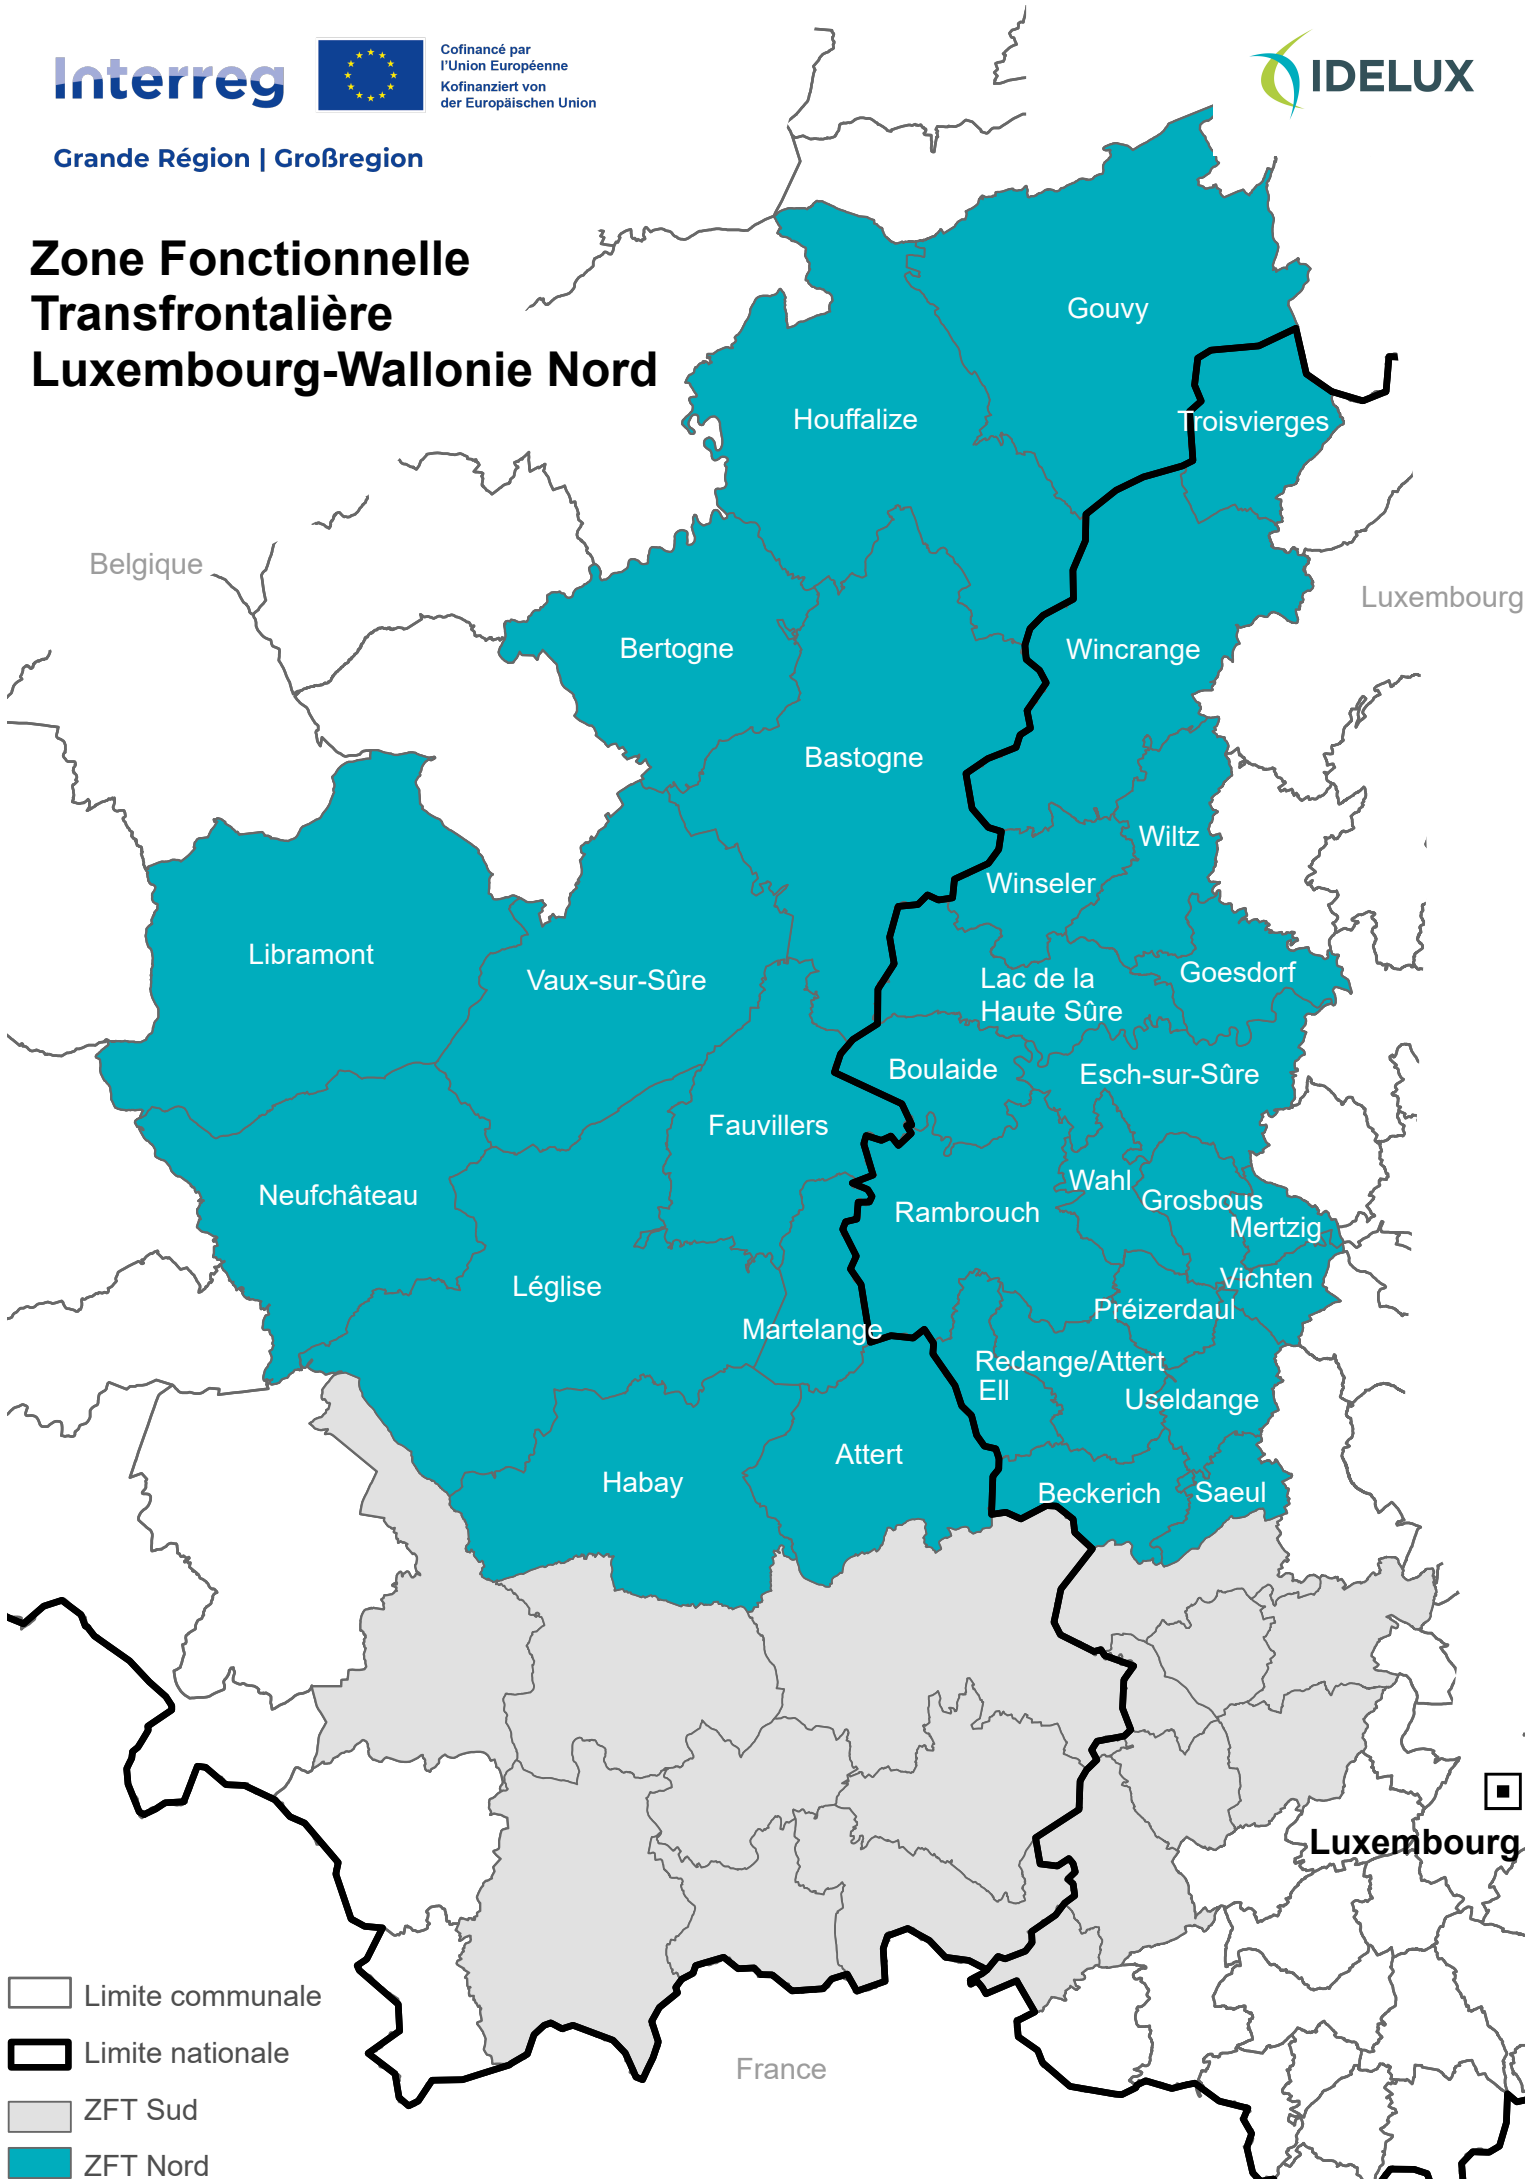 Interreg
Cofinancé par
l'Union Européenne
Kofinanziert von
der Europäischen Union
Grande Région | Großregion
IDELUX
Zone Fonctionnelle
Transfrontalière
Luxembourg-Wallonie Nord
Gouvy
Houffalize
Troisvierges
Belgique
Luxembourg
Bertogne
Wincrange
Bastogne
Wiltz
Winseler
Libramont
Vaux-sur-Sûre
Lac de la
Haute Sûre
Goesdorf
Boulaide
Esch-sur-Sûre
Fauvillers
Neufchâteau
Wahl
Rambrouch
Grosbous
Mertzig
Léglise
Vichten
Préizerdaul
Martelange
Redange/Attert
Ell
Useldange
Attert
Habay
Beckerich
Saeul
Luxembourg
Limite communale
Limite nationale
France
ZFT Sud
ZFT Nord